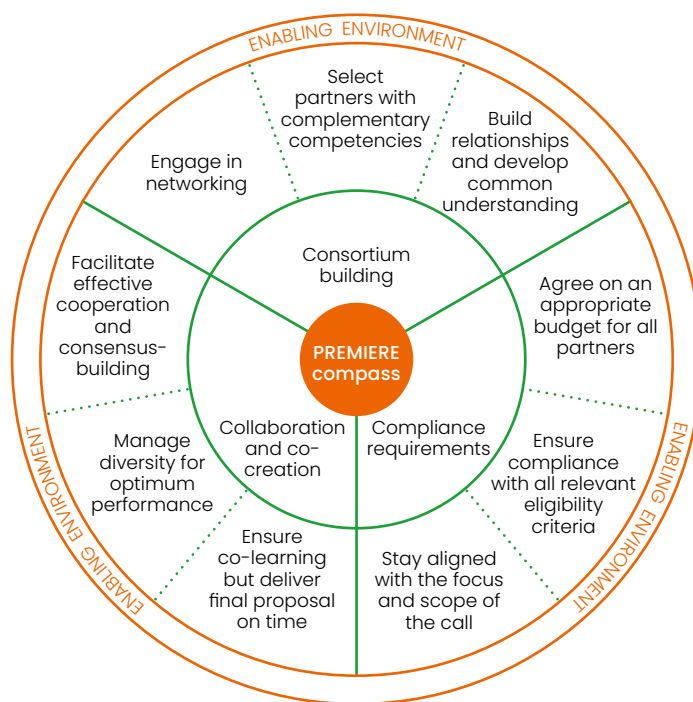 ENABLING ENVIRONMENT
Select
partners with
complementary
competencies
Build
relationships
and develop
common
understanding
Engage in
networking
Consortium
building
Facilitate
effective
cooperation
and
consensus-
building
Agree on an
appropriate
budget for all
partners
PREMIERE
compass
Collaboration
and co-
creation
Compliance
requirements
Manage
diversity for
optimum
performance
Ensure
compliance
with all relevant
eligibility
criteria
Ensure
co-learning
but deliver
final proposal
on time
Stay aligned
with the focus
and scope of
the call
ENABLING ENVIRONMENT
ENABLING ENVIRONMENT